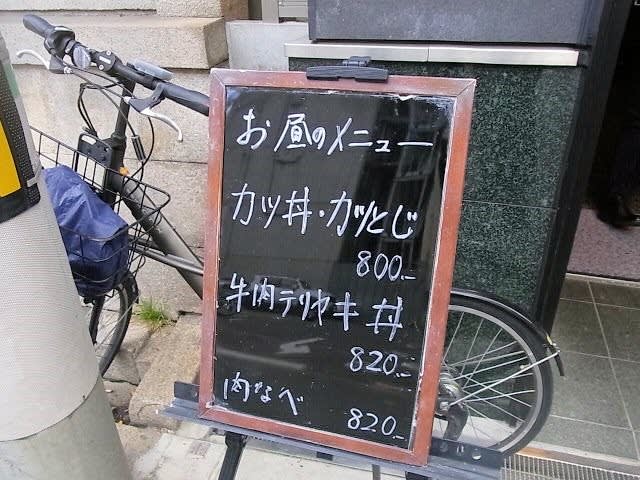 お昼のメニュー
カツ丼・カツとじ
800.-
牛肉テリヤキ丼
820.-
肉なべ 820.-